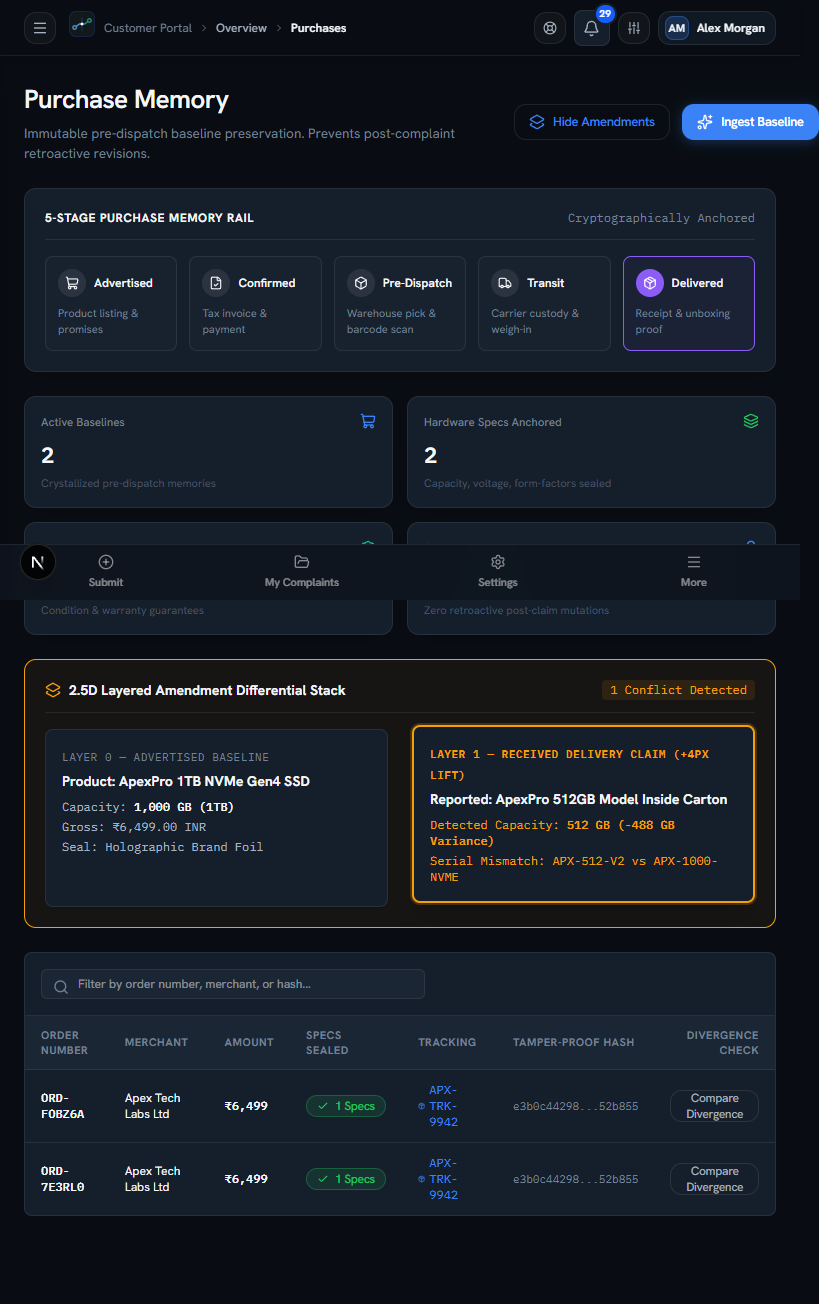 Customer Portal > Overview > Purchases
29
AM Alex Morgan
Purchase Memory
Immutable pre-dispatch baseline preservation. Prevents post-complaint
retroactive revisions.
Hide Amendments
Ingest Baseline
5-STAGE PURCHASE MEMORY RAIL
Cryptographically Anchored
Advertised
Product listing &
promises
Confirmed
Tax invoice &
payment
Pre-Dispatch
Warehouse pick &
barcode scan
Transit
Carrier custody &
weigh-in
Delivered
Receipt & unboxing
proof
Active Baselines
2
Crystallized pre-dispatch memories
Hardware Specs Anchored
2
Capacity, voltage, form-factors sealed
N
Submit
My Complaints
Settings
More
Condition & warranty guarantees
Zero retroactive post-claim mutations
2.5D Layered Amendment Differential Stack
1 Conflict Detected
LAYER 0 — ADVERTISED BASELINE
Product: ApexPro 1TB NVMe Gen4 SSD
Capacity: 1,000 GB (1TB)
Gross: ₹6,499.00 INR
Seal: Holographic Brand Foil
LAYER 1 — RECEIVED DELIVERY CLAIM (+4PX
LIFT)
Reported: ApexPro 512GB Model Inside Carton
Detected Capacity: 512 GB (-488 GB
Variance)
Serial Mismatch: APX-512-V2 vs APX-1000-
NVME
Filter by order number, merchant, or hash...
ORDER
NUMBER
MERCHANT
AMOUNT
SPECS
SEALED
TRACKING
TAMPER-PROOF HASH
DIVERGENCE
CHECK
ORD-
FOBZ6A
Apex Tech
Labs Ltd
₹6,499
1 Specs
APX-
TRK-
9942
e3b0c44298...52b855
Compare
Divergence
ORD-
7E3RL0
Apex Tech
Labs Ltd
₹6,499
1 Specs
APX-
TRK-
9942
e3b0c44298...52b855
Compare
Divergence